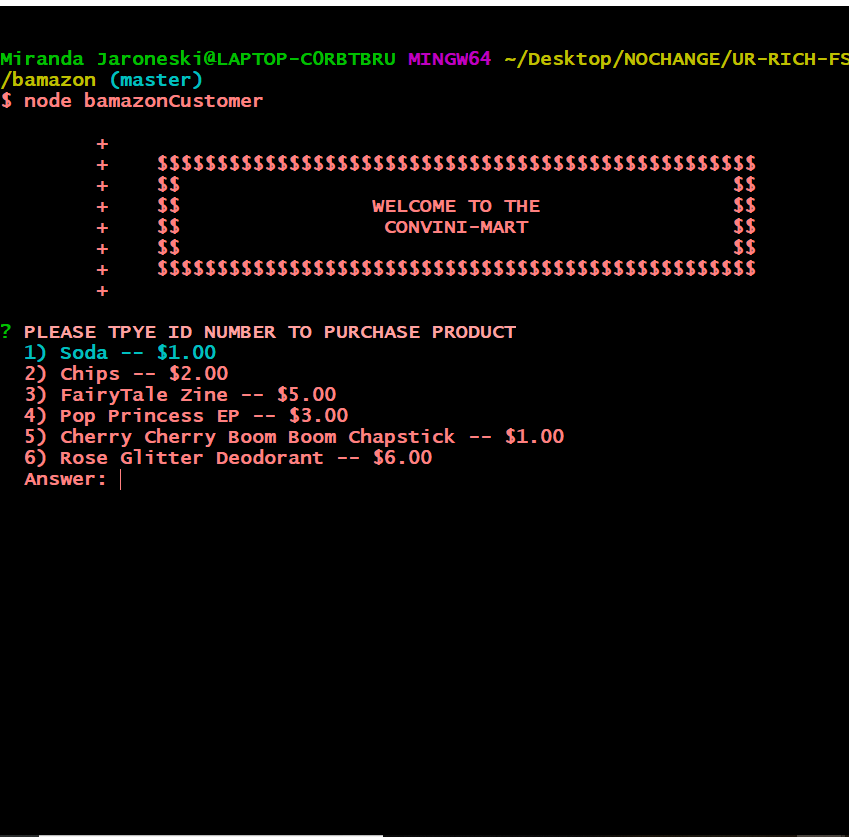 Miranda Jaroneski@LAPTOP-C0RBTBRU MINGW64 ~/Desktop/NOCHANGE/UR-RICH-FS
/bamazon (master)
$ node bamazonCustomer
+
+ $$$$$$$$$$$$$$$$$$$$$$$$$$$$$$$$$$$$$$$$$$$$$$$$$$
+ $$ $$
+ $$ WELCOME TO THE $$
+ $$ CONVINI-MART $$
+ $$ $$
+ $$$$$$$$$$$$$$$$$$$$$$$$$$$$$$$$$$$$$$$$$$$$$$$$$$
+
? PLEASE TPYE ID NUMBER TO PURCHASE PRODUCT
1) Soda -- $1.00
2) Chips -- $2.00
3) FairyTale Zine -- $5.00
4) Pop Princess EP -- $3.00
5) Cherry Cherry Boom Boom Chapstick -- $1.00
6) Rose Glitter Deodorant -- $6.00
Answer: